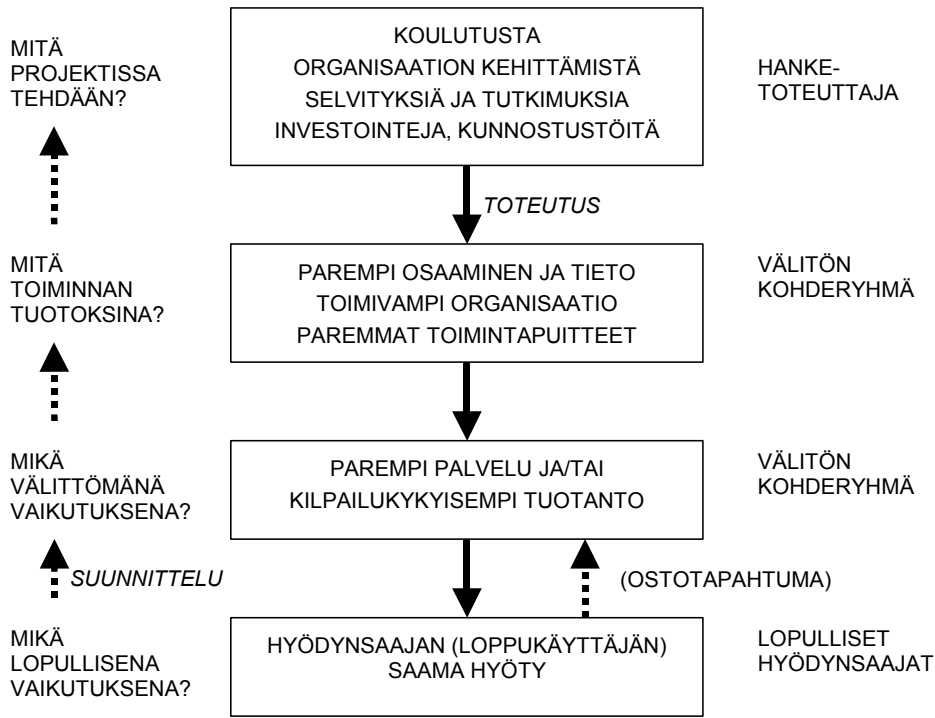 MITÄ
PROJEKTISSA
TEHDÄÄN?
KOULUTUSTA
ORGANISAATION KEHITTÄMISTÄ
SELVITYKSIÄ JA TUTKIMUKSIA
INVESTOINTEJA, KUNNOSTUSTÖITÄ
HANKE-
TOTEUTTAJA
TOTEUTUS
MITÄ
TOIMINNAN
TUOTOKSINA?
PAREMPI OSAAMINEN JA TIETO
TOIMIVAMPI ORGANISAATIO
PAREMMAT TOIMINTAPUITTEET
VÄLITÖN
KOHDERYHMÄ
MIKÄ
VÄLITTÖMÄNÄ
VAIKUTUKSENA?
PAREMPI PALVELU JA/TAI
KILPAILUKYKYISEMPI TUOTANTO
VÄLITÖN
KOHDERYHMÄ
SUUNNITTELU
(OSTOTAPAHTUMA)
MIKÄ
LOPULLISENA
VAIKUTUKSENA?
HYÖDYNSAAJAN (LOPPUKÄYTTÄJÄN)
SAAMA HYÖTY
LOPULLISET
HYÖDYNSAAJAT